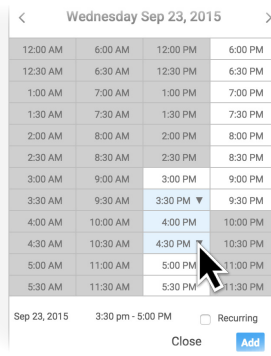 < Wednesday Sep 23, 2015 >
12:00 AM 6:00 AM 12:00 PM 6:00 PM
12:30 AM 6:30 AM 12:30 PM 6:30 PM
1:00 AM 7:00 AM 1:00 PM 7:00 PM
1:30 AM 7:30 AM 1:30 PM 7:30 PM
2:00 AM 8:00 AM 2:00 PM 8:00 PM
2:30 AM 8:30 AM 2:30 PM 8:30 PM
3:00 AM 9:00 AM 3:00 PM 9:00 PM
3:30 AM 9:30 AM 3:30 PM ▼ 9:30 PM
4:00 AM 10:00 AM 4:00 PM 10:00 PM
4:30 AM 10:30 AM 4:30 PM ▼ 10:30 PM
5:00 AM 11:00 AM 5:00 PM 11:00 PM
5:30 AM 11:30 AM 5:30 PM 11:30 PM
Sep 23, 2015 3:30 pm - 5:00 PM Recurring
Close Add